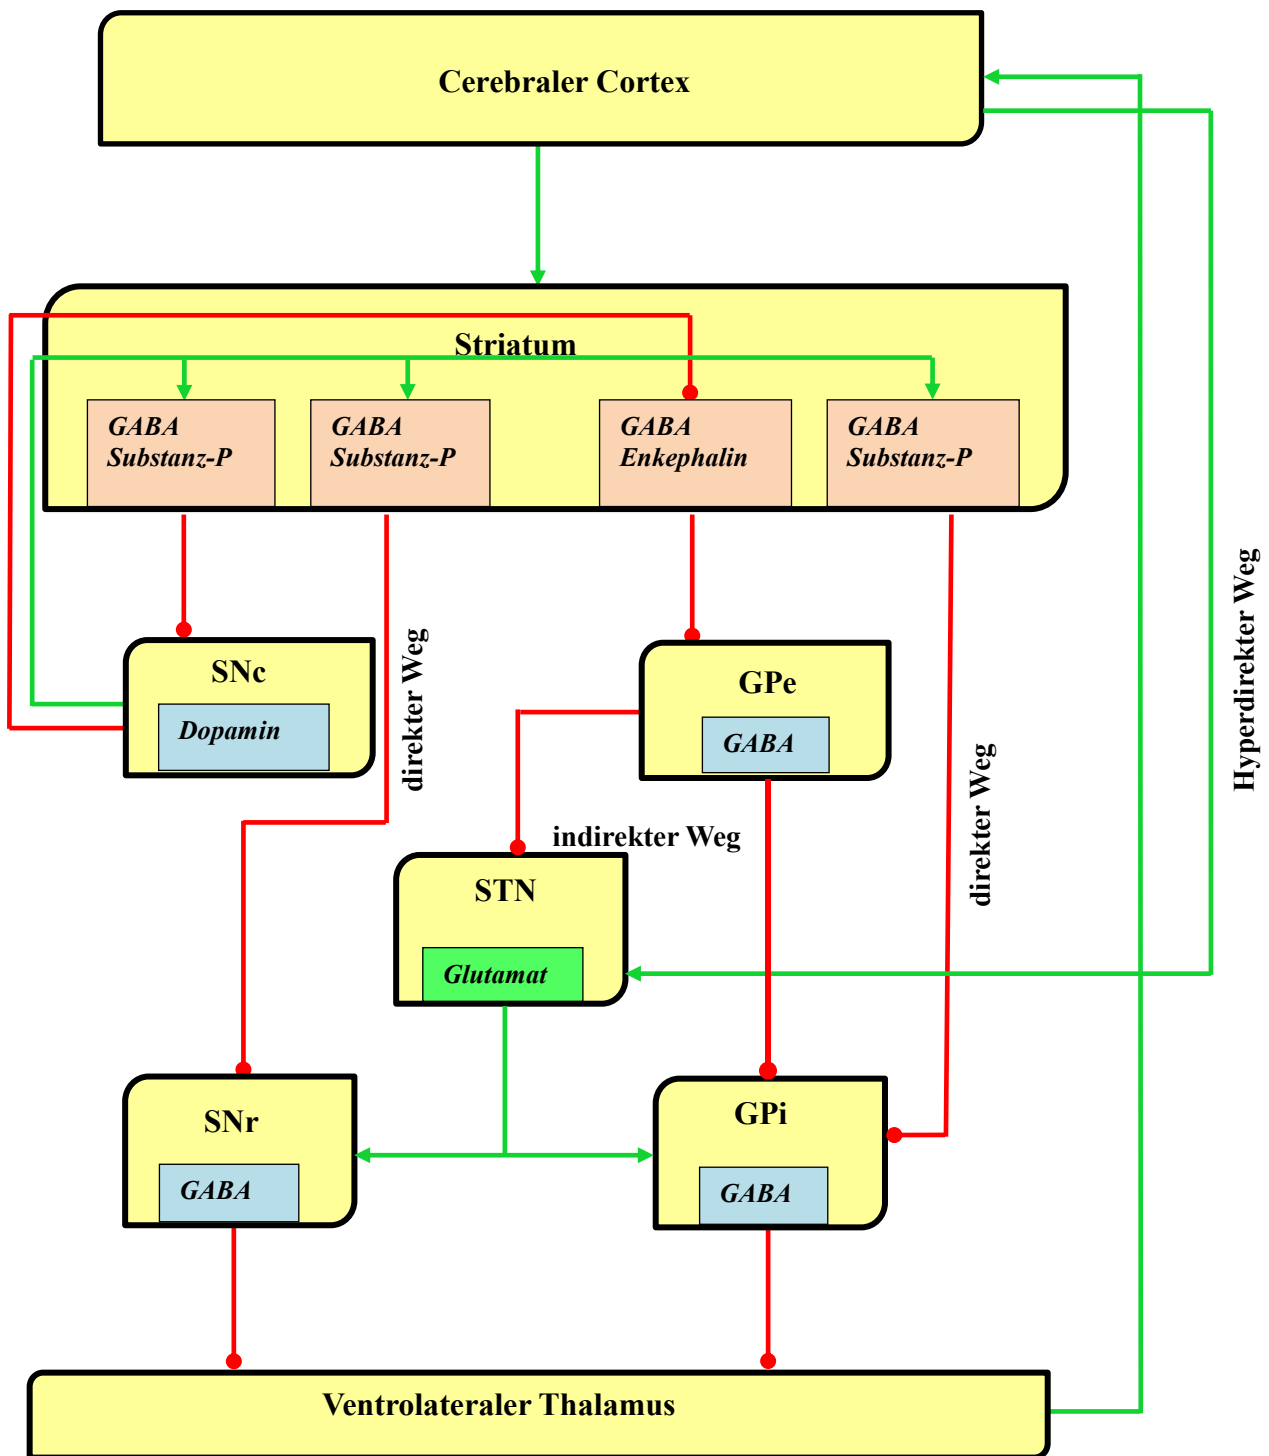 Cerebraler Cortex
Striatum
GABA
Substanz-P
GABA
Substanz-P
GABA
Enkephalin
GABA
Substanz-P
SNc
Dopamin
direkter Weg
GPe
GABA
direkter Weg
Hyperdirekter Weg
indirekter Weg
STN
Glutamat
SNr
GABA
GPi
GABA
Ventrolateraler Thalamus